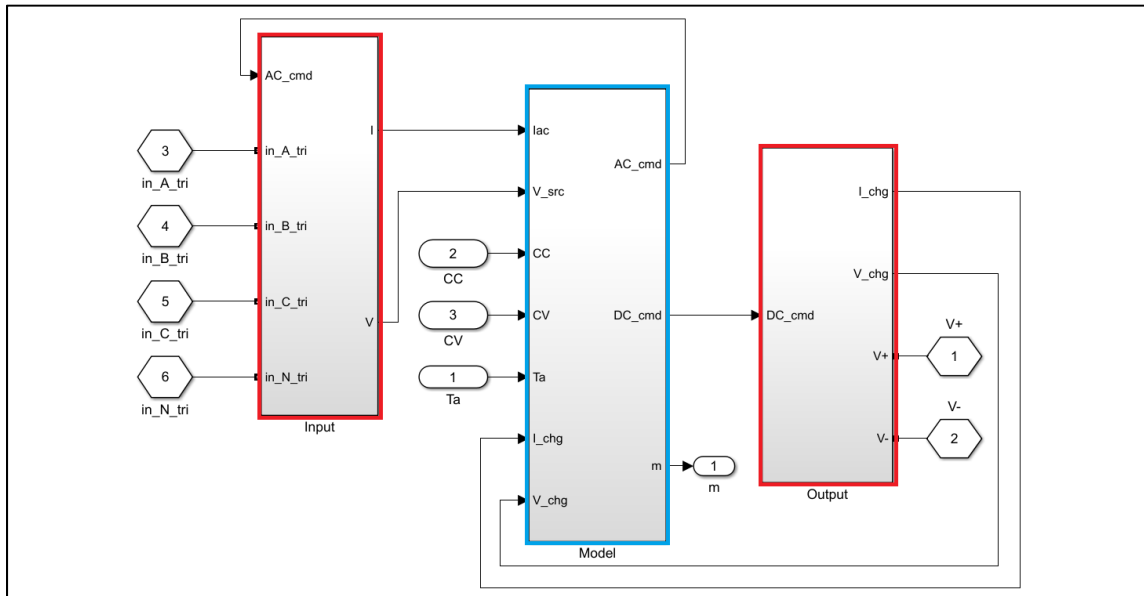 AC_cmd
I
in_A_tri
in_B_tri
in_C_tri
V
in_N_tri
Input
3
in_A_tri
4
in_B_tri
5
in_C_tri
6
in_N_tri
Iac
V_src
CC
CV
Ta
I_chg
V_chg
AC_cmd
DC_cmd
m
Model
2
CC
3
CV
1
Ta
1
m
I_chg
V_chg
DC_cmd
V+
V-
Output
V+
1
V-
2